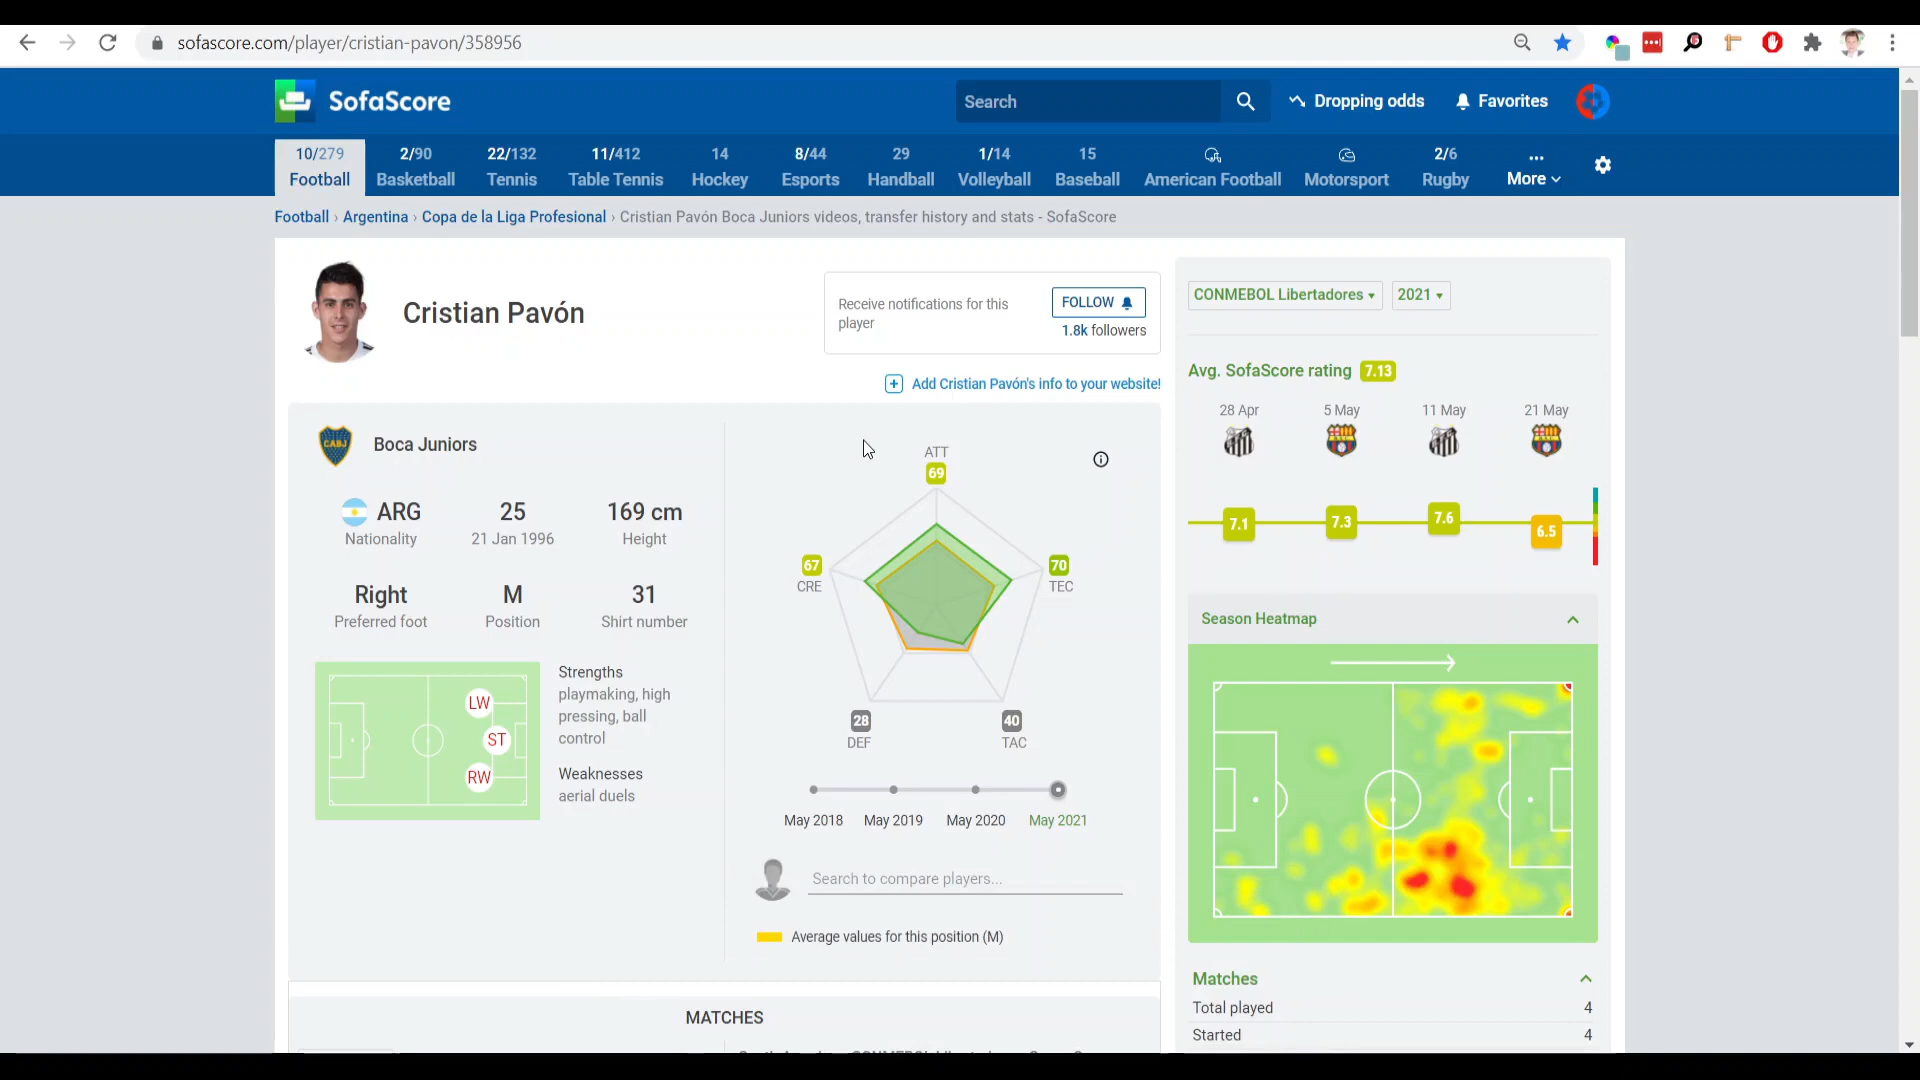 sofascore.com/player/cristian-pavon/358956
SofaScore
Search
Dropping odds
Favorites
10/279
Football
2/90
Basketball
22/132
Tennis
11/412
Table Tennis
14
Hockey
8/44
Esports
29
Handball
1/14
Volleyball
15
Baseball
American Football
Motorsport
2/6
Rugby
...
More
Football › Argentina › Copa de la Liga Profesional › Cristian Pavón Boca Juniors videos, transfer history and stats - SofaScore
Cristian Pavón
Receive notifications for this
player
FOLLOW
1.8k followers
+ Add Cristian Pavón's info to your website!
CABJ
Boca Juniors
ARG
Nationality
25
21 Jan 1996
169 cm
Height
Right
Preferred foot
M
Position
31
Shirt number
LW
ST
RW
Strengths
playmaking, high
pressing, ball
control
Weaknesses
aerial duels
ATT
69
67
CRE
70
TEC
28
DEF
40
TAC
May 2018
May 2019
May 2020
May 2021
Search to compare players...
Average values for this position (M)
MATCHES
CONMEBOL Libertadores
2021
Avg. SofaScore rating 7.13
28 Apr
5 May
11 May
21 May
7.1
7.3
7.6
6.5
Season Heatmap
Matches
Total played
4
Started
4